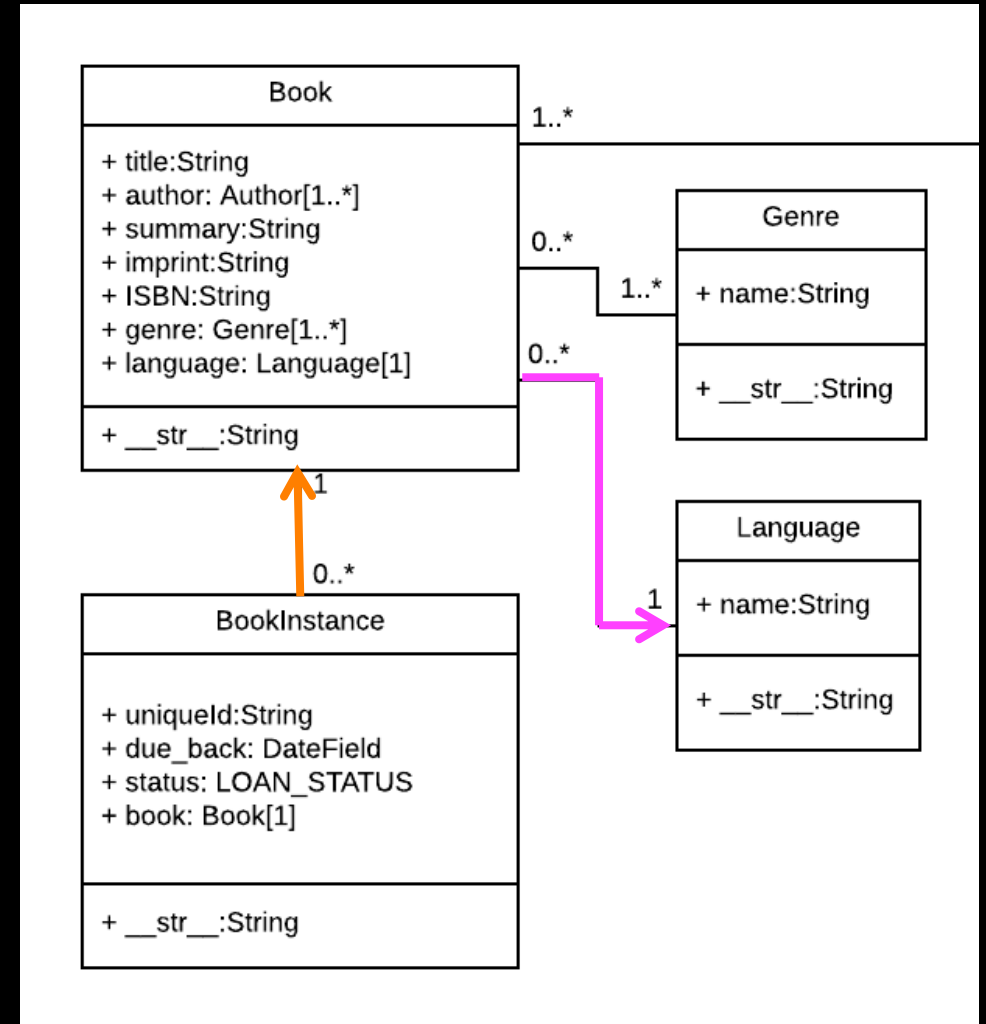 Book
+ title:String
+ author: Author[1..*]
+ summary:String
+ imprint:String
+ ISBN:String
+ genre: Genre[1..*]
+ language: Language[1]
+ __str__:String
1..*
0..*
1..*
Genre
+ name:String
+ __str__:String
0..*
1
Language
+ name:String
+ __str__:String
1
0..*
BookInstance
+ uniqueId:String
+ due_back: DateField
+ status: LOAN_STATUS
+ book: Book[1]
+ __str__:String